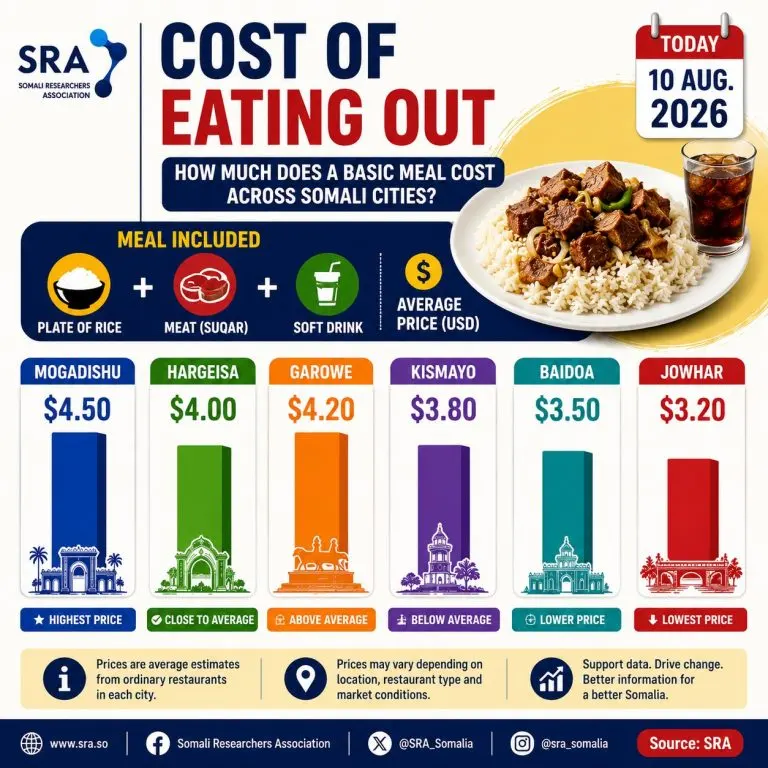 SRA
SOMALI RESEARCHERS
ASSOCIATION
COST OF
EATING OUT
HOW MUCH DOES A BASIC MEAL COST
ACROSS SOMALI CITIES?
TODAY
10 AUG.
2026
MEAL INCLUDED
PLATE OF RICE
+
MEAT (SUQAR)
+
SOFT DRINK
$
AVERAGE
PRICE (USD)
MOGADISHU
$4.50
HIGHEST PRICE
HARGEISA
$4.00
CLOSE TO AVERAGE
GAROWE
$4.20
ABOVE AVERAGE
KISMAYO
$3.80
BELOW AVERAGE
BAIDOA
$3.50
LOWER PRICE
JOWHAR
$3.20
LOWEST PRICE
Prices are average estimates
from ordinary restaurants
in each city.
Prices may vary depending on
location, restaurant type and
market conditions.
Support data. Drive change.
Better information for
a better Somalia.
www.sra.so
Somali Researchers Association
@SRA_Somalia
@sra_somalia
Source: SRA